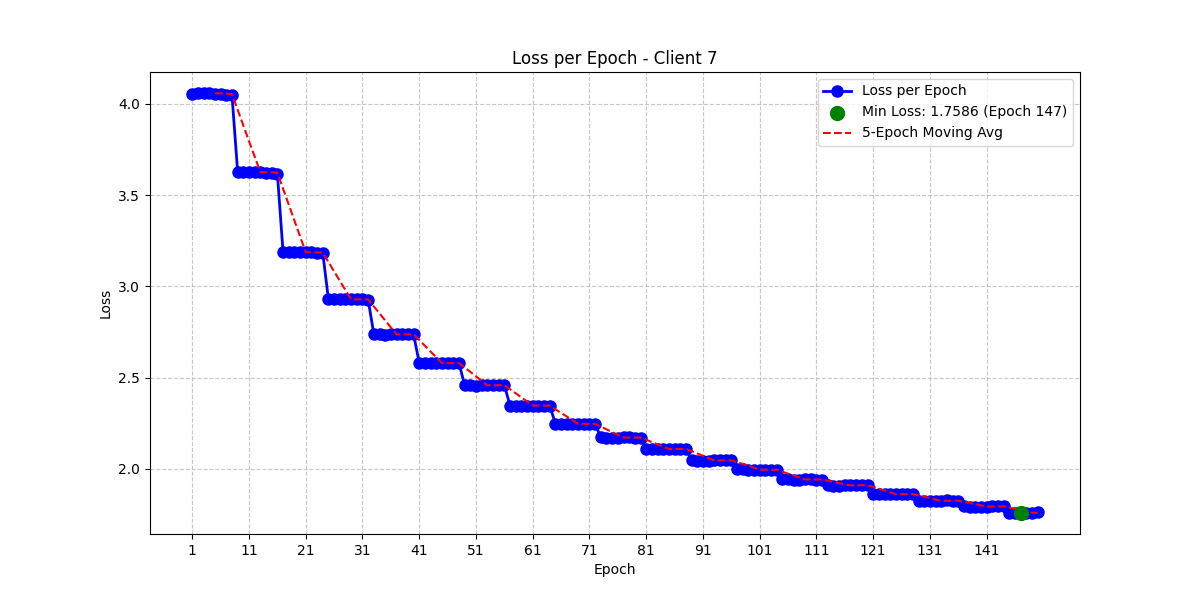 Loss per Epoch - Client 7
Loss per Epoch
Min Loss: 1.7586 (Epoch 147)
5-Epoch Moving Avg
Loss
4.0
3.5
3.0
2.5
2.0
1 11 21 31 41 51 61 71 81 91 101 111 121 131 141
Epoch